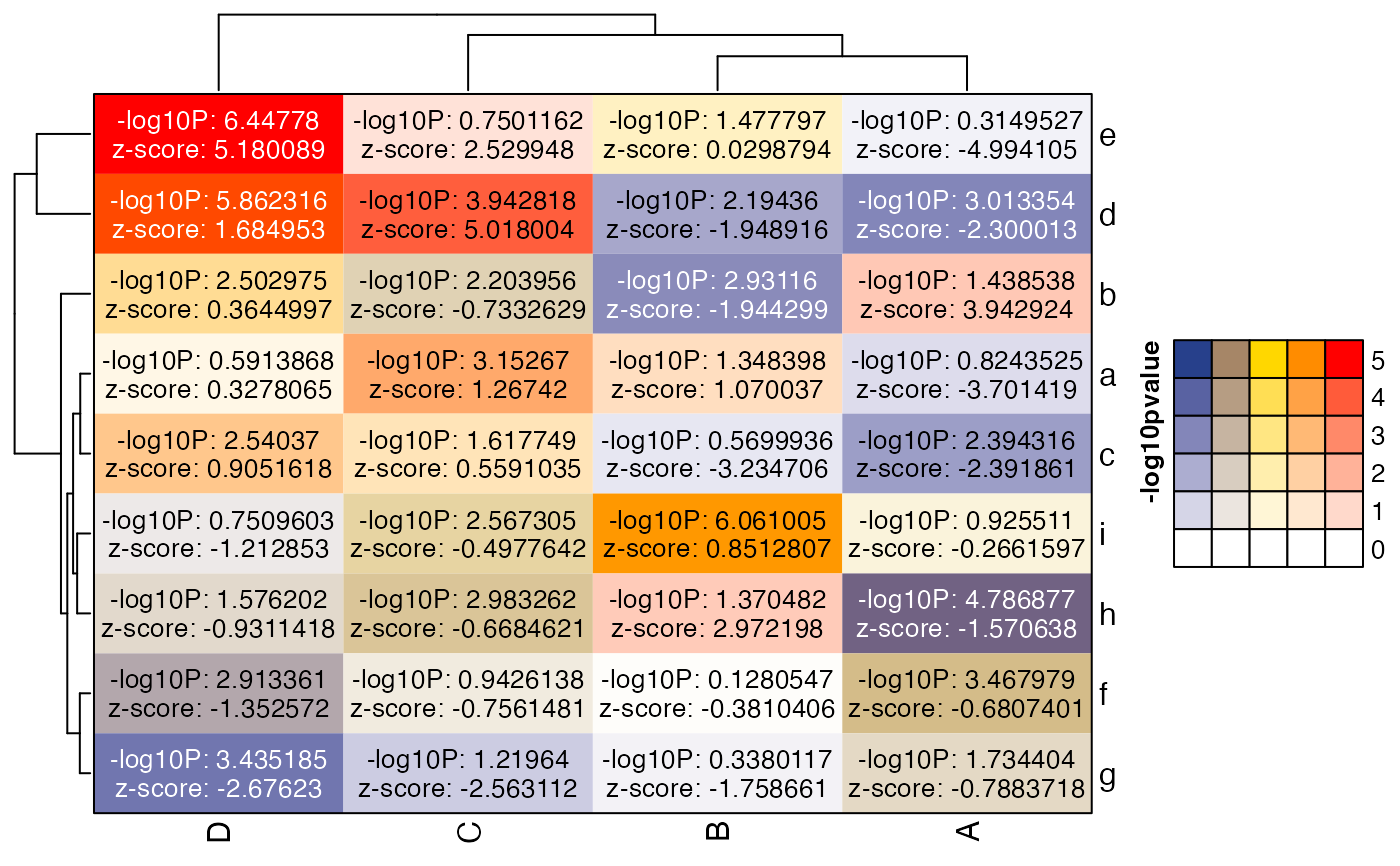 -log10P: 6.44778
z-score: 5.180089
-log10P: 0.7501162
z-score: 2.529948
-log10P: 1.477797
z-score: 0.0298794
-log10P: 0.3149527
z-score: -4.994105
e
-log10P: 5.862316
z-score: 1.684953
-log10P: 3.942818
z-score: 5.018004
-log10P: 2.19436
z-score: -1.948916
-log10P: 3.013354
z-score: -2.300013
d
-log10P: 2.502975
z-score: 0.3644997
-log10P: 2.203956
z-score: -0.7332629
-log10P: 2.93116
z-score: -1.944299
-log10P: 1.438538
z-score: 3.942924
b
-log10P: 0.5913868
z-score: 0.3278065
-log10P: 3.15267
z-score: 1.26742
-log10P: 1.348398
z-score: 1.070037
-log10P: 0.8243525
z-score: -3.701419
a
-log10P: 2.54037
z-score: 0.9051618
-log10P: 1.617749
z-score: 0.5591035
-log10P: 0.5699936
z-score: -3.234706
-log10P: 2.394316
z-score: -2.391861
c
-log10P: 0.7509603
z-score: -1.212853
-log10P: 2.567305
z-score: -0.4977642
-log10P: 6.061005
z-score: 0.8512807
-log10P: 0.925511
z-score: -0.2661597
i
-log10P: 1.576202
z-score: -0.9311418
-log10P: 2.983262
z-score: -0.6684621
-log10P: 1.370482
z-score: 2.972198
-log10P: 4.786877
z-score: -1.570638
h
-log10P: 2.913361
z-score: -1.352572
-log10P: 0.9426138
z-score: -0.7561481
-log10P: 0.1280547
z-score: -0.3810406
-log10P: 3.467979
z-score: -0.6807401
f
-log10P: 3.435185
z-score: -2.67623
-log10P: 1.21964
z-score: -2.563112
-log10P: 0.3380117
z-score: -1.758661
-log10P: 1.734404
z-score: -0.7883718
g
D
C
B
A
-log10pvalue
5
4
3
2
1
0